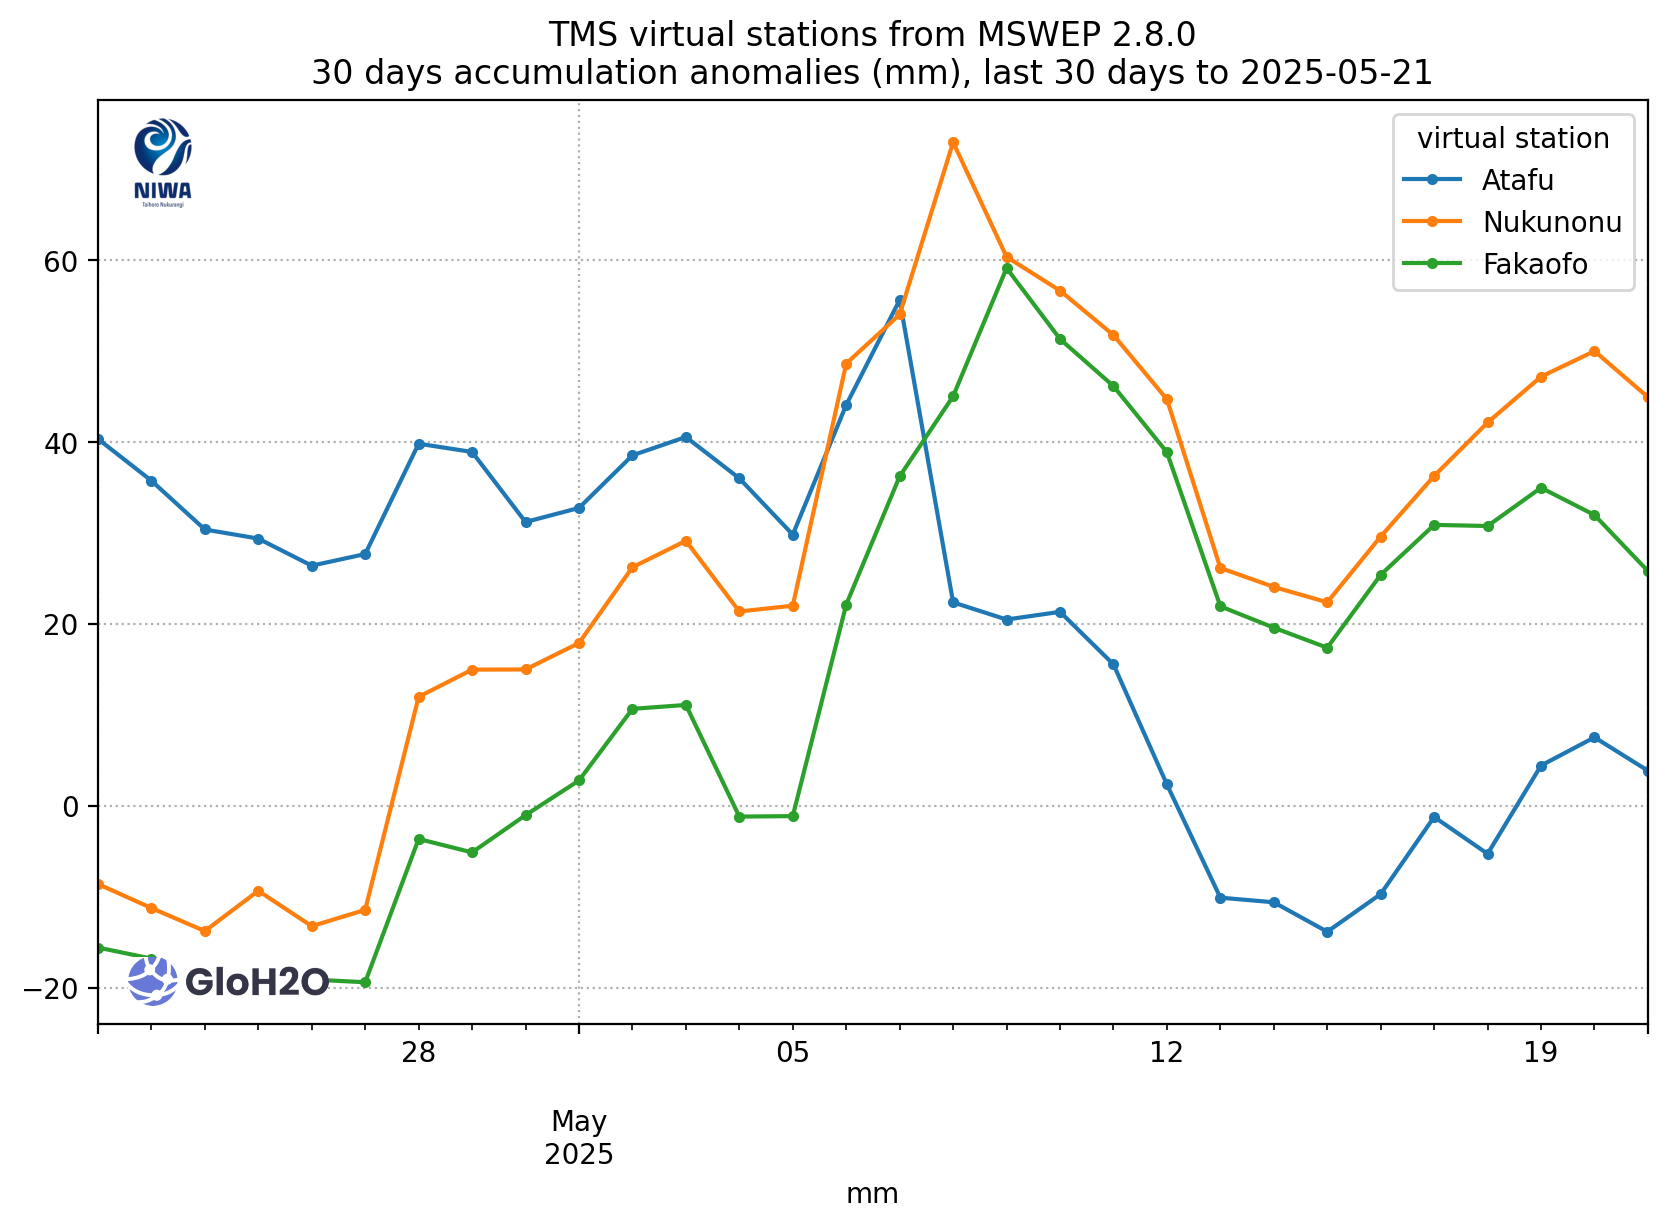 TMS virtual stations from MSWEP 2.8.0
30 days accumulation anomalies (mm), last 30 days to 2025-05-21
NIWA
Taihoro Nukurangi
virtual station
Atafu
Nukunonu
Fakaofo
60
40
20
0
−20
GloH2O
28
05
12
19
May
2025
mm